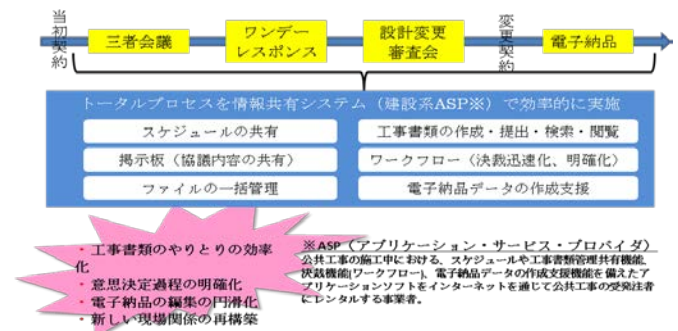 当初契約
三者会議
ワンデー
レスポンス
設計変更
審査会
変更契約
電子納品
トータルプロセスを情報共有システム（建設系ASP※）で効率的に実施
スケジュールの共有
工事書類の作成・提出・検索・閲覧
掲示板（協議内容の共有）
ワークフロー（決裁迅速化、明確化）
ファイルの一括管理
電子納品データの作成支援
・工事書類のやりとりの効率
化
・意思決定過程の明確化
・電子納品の編集の円滑化
・新しい現場関係の再構築
※ASP（アプリケーション・サービス・プロバイダ）
公共工事の施工中における、スケジュールや工事書類管理共有機能、
決裁機能(ワークフロー)、電子納品データの作成支援機能を備えたア
プリケーションソフトをインターネットを通じて公共工事の受発注者
にレンタルする事業者。